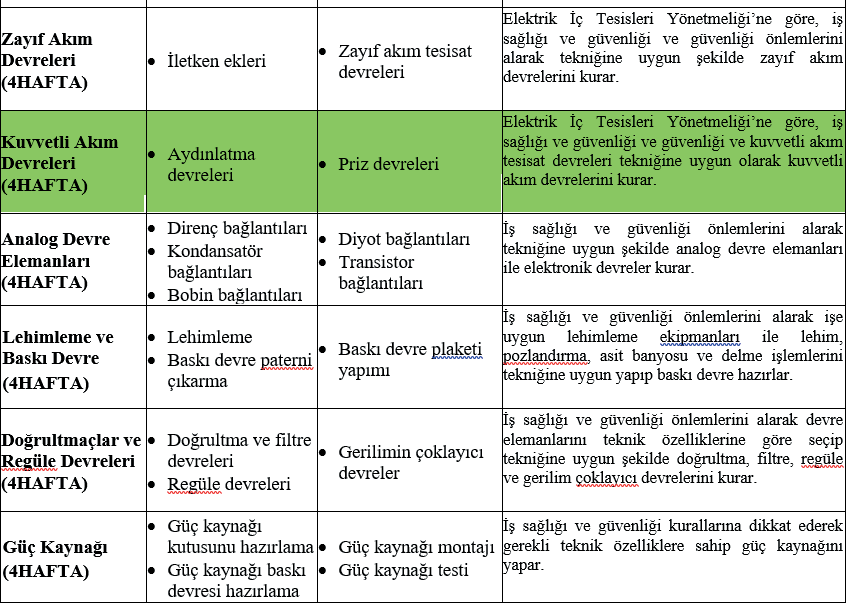 Zayıf Akım
Devreleri
(4HAFTA)
• İletken ekleri
• Zayıf akım tesisat
devreleri
Elektrik İç Tesisleri Yönetmeliği’ne göre, iş
sağlığı ve güvenliği ve güvenliği önlemlerini
alarak tekniğine uygun şekilde zayıf akım
devrelerini kurar.
Kuvvetli Akım
Devreleri
(4HAFTA)
• Aydınlatma
devreleri
• Priz devreleri
Elektrik İç Tesisleri Yönetmeliği’ne göre, iş
sağlığı ve güvenliği ve güvenliği ve kuvvetli akım
tesisat devreleri tekniğine uygun olarak kuvvetli
akım devrelerini kurar.
Analog Devre
Elemanları
(4HAFTA)
• Direnç bağlantıları
• Kondansatör
bağlantıları
• Bobin bağlantıları
• Diyot bağlantıları
• Transistor
bağlantıları
İş sağlığı ve güvenliği önlemlerini alarak
tekniğine uygun şekilde analog devre elemanları
ile elektronik devreler kurar.
Lehimleme ve
Baskı Devre
(4HAFTA)
• Lehimleme
• Baskı devre paterni
çıkarma
• Baskı devre plaketi
yapımı
İş sağlığı ve güvenliği önlemlerini alarak işe
uygun lehimleme ekipmanları ile lehim,
pozlandırma, asit banyosu ve delme işlemlerini
tekniğine uygun yapıp baskı devre hazırlar.
Doğrultmaçlar ve
Regüle Devreleri
(4HAFTA)
• Doğrultma ve filtre
devreleri
• Regüle devreleri
• Gerilimin çoklayıcı
devreler
İş sağlığı ve güvenliği önlemlerini alarak devre
elemanlarını teknik özelliklerine göre seçip
tekniğine uygun şekilde doğrultma, filtre, regüle
ve gerilim çoklayıcı devrelerini kurar.
Güç Kaynağı
(4HAFTA)
• Güç kaynağı
kutusunu hazırlama
• Güç kaynağı baskı
devresi hazırlama
• Güç kaynağı montajı
• Güç kaynağı testi
İş sağlığı ve güvenliği kurallarına dikkat ederek
gerekli teknik özelliklere sahip güç kaynağını
yapar.